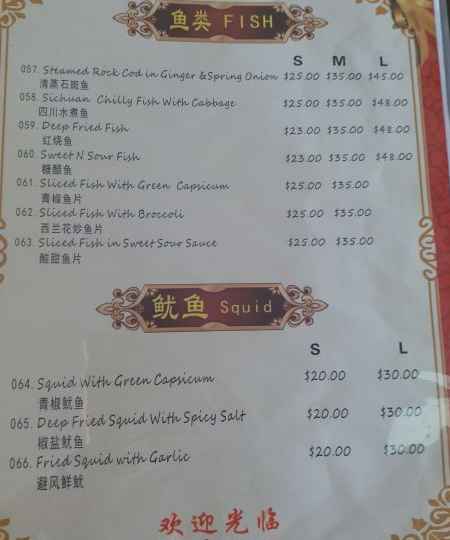 鱼类 FISH
S M L
057. Steamed Rock Cod in Ginger & Spring Onion $25.00 $35.00 $45.00
清蒸石斑鱼
058. Sichuan Chilly Fish With Cabbage $25.00 $35.00 $48.00
四川水煮鱼
059. Deep Fried Fish $23.00 $35.00 $48.00
红烧鱼
060. Sweet N Sour Fish $23.00 $35.00 $48.00
糖醋鱼
061. Sliced Fish With Green Capsicum $25.00 $35.00
青椒鱼片
062. Sliced Fish With Broccoli $25.00 $35.00
西兰花炒鱼片
063. Sliced Fish in Sweet Sour Sauce $25.00 $35.00
酸甜鱼片
鱿鱼 Squid
S L
064. Squid With Green Capsicum $20.00 $30.00
青椒鱿鱼
065. Deep Fried Squid With Spicy Salt $20.00 $30.00
椒盐鱿鱼
066. Fried Squid with Garlic $20.00 $30.00
避风鲜鱿
欢迎光临